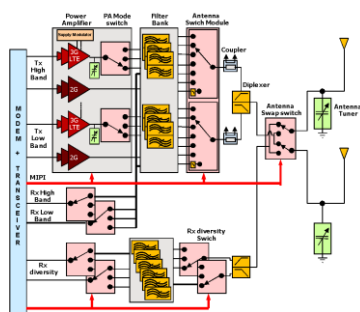 Power
Amplifier
PA Mode
switch
Filter
Bank
Antenna
Swich Module
Supply Modulator
Coupler
Tx
High
Band
3G
LTE
2G
Diplexer
Antenna
Swap switch
Antenna
Tuner
Tx
Low
Band
3G
LTE
2G
MODEM + TRANSCEIVER
MIPI
Rx High
Band
Rx Low
Band
Rx diversity
Swich
Rx
diversity